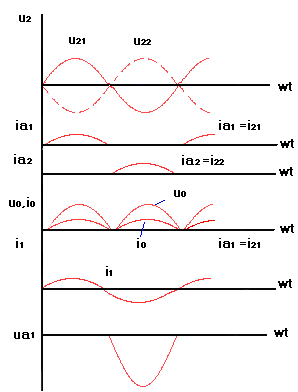 u2
u21 u22
wt
ia1 ia1 =i21
wt
ia2 ia2 =i22
wt
u0
u0,i0
wt
i1 i0 ia1 =i21
i1
wt
ua1 wt